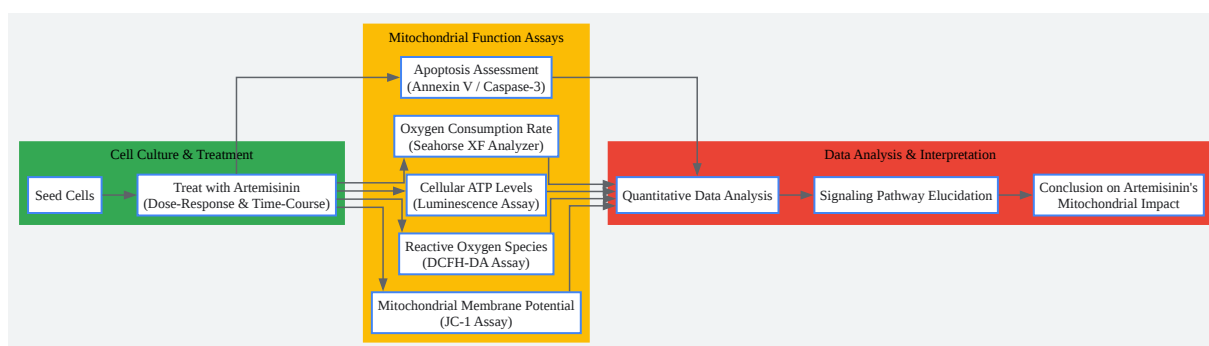 Mitochondrial Function Assays
Apoptosis Assessment
(Annexin V / Caspase-3)
Oxygen Consumption Rate
(Seahorse XF Analyzer)
Cell Culture & Treatment
Data Analysis & Interpretation
Seed Cells
Treat with Artemisinin
(Dose-Response & Time-Course)
Cellular ATP Levels
(Luminescence Assay)
Quantitative Data Analysis
Signaling Pathway Elucidation
Conclusion on Artemisinin's
Mitochondrial Impact
Reactive Oxygen Species
(DCFH-DA Assay)
Mitochondrial Membrane Potential
(JC-1 Assay)